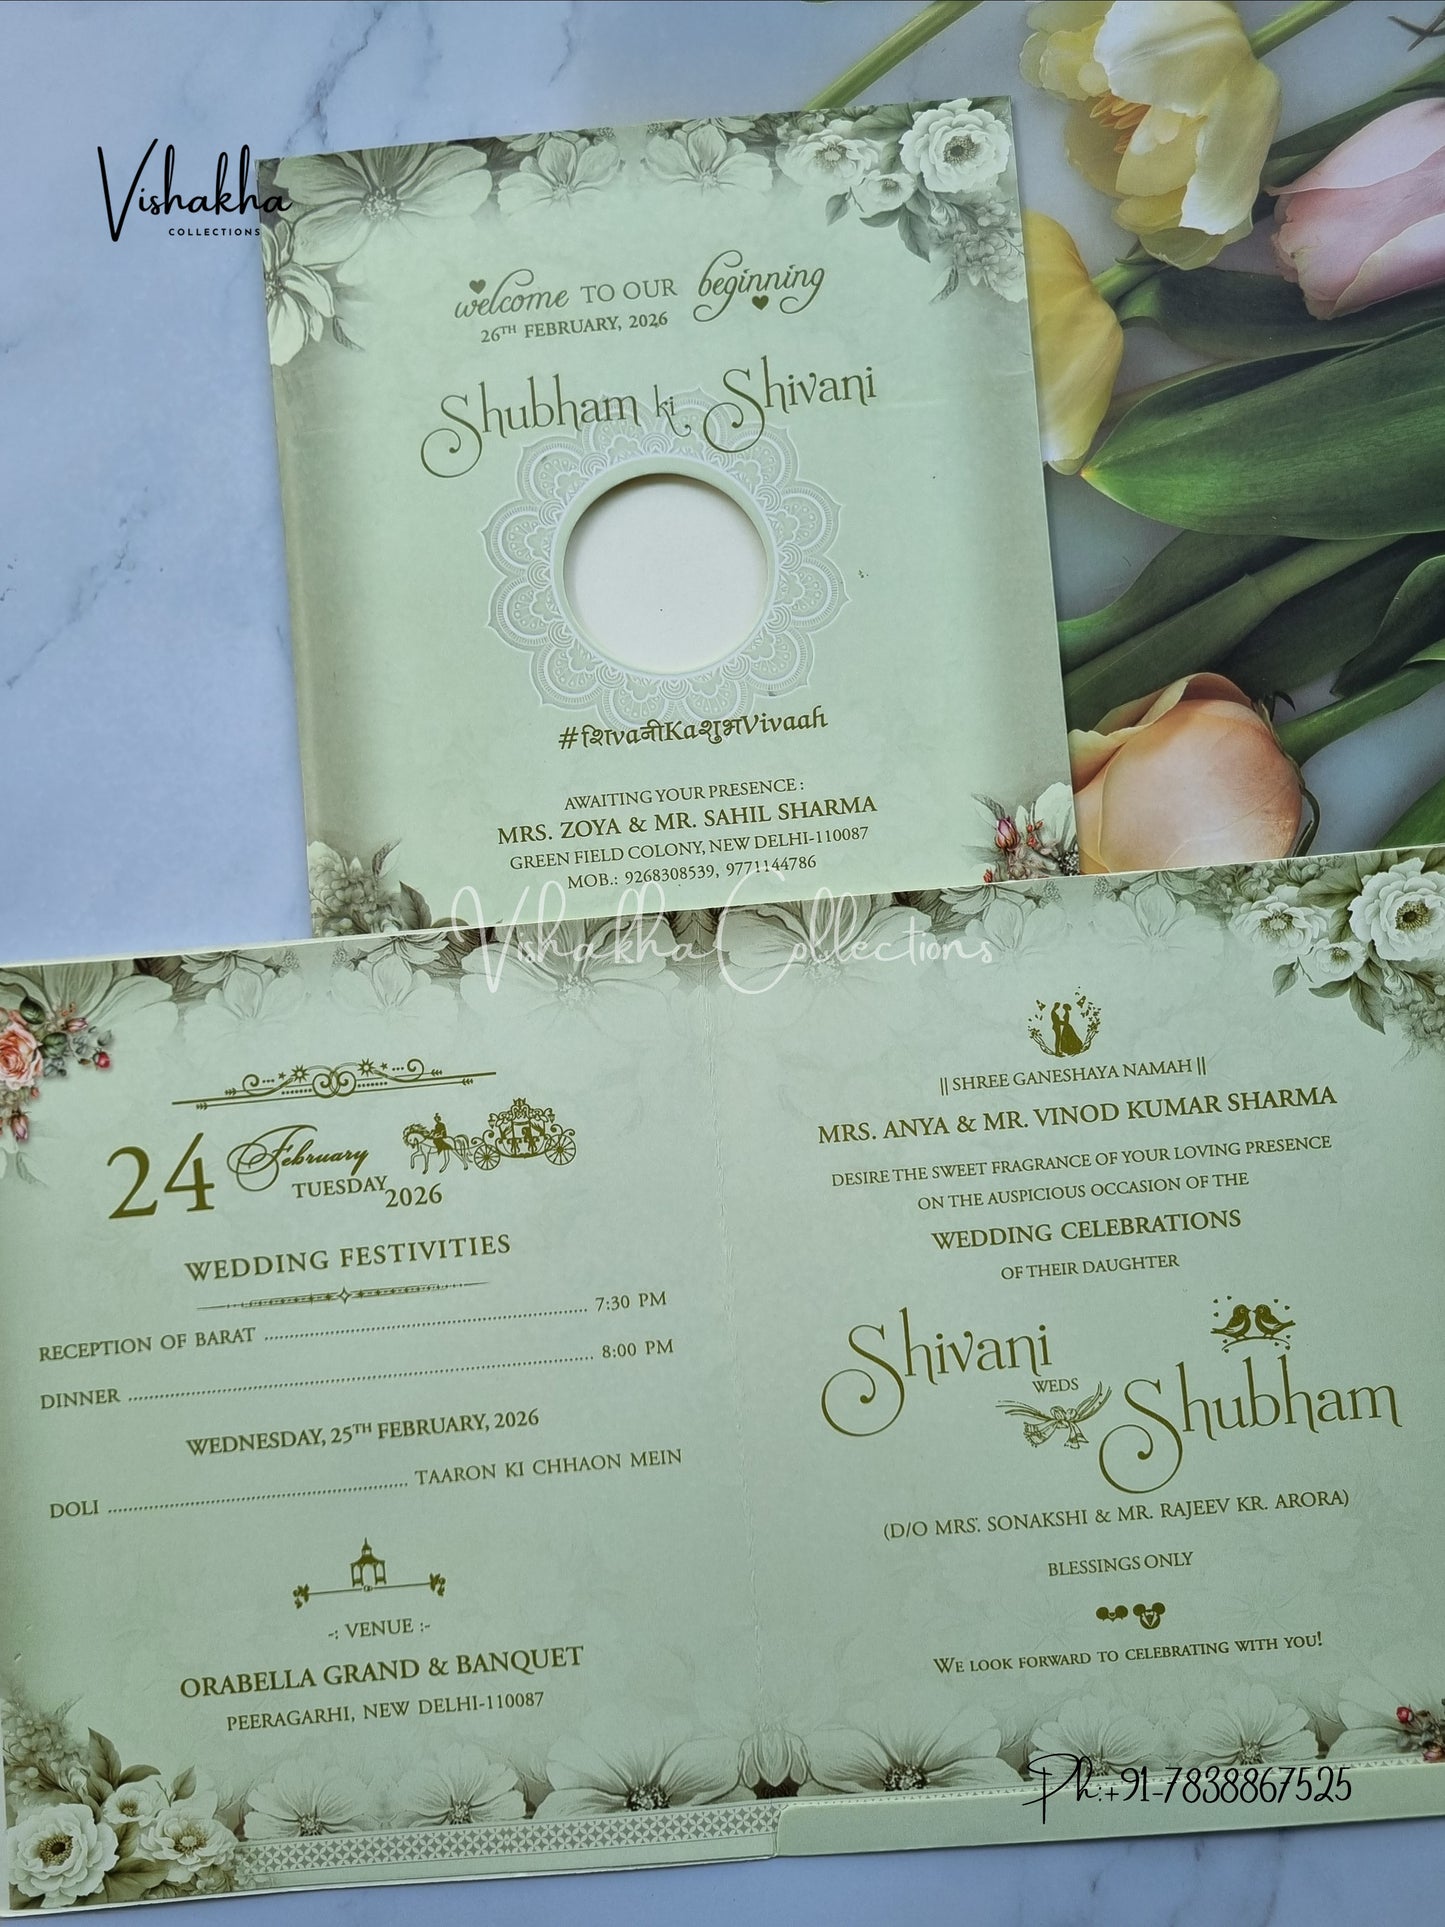 Vishakha
COLLECTIONS
welcome TO OUR beginning
26TH FEBRUARY, 2026
Shubham ki Shivani
#शिvaनीKaशुभVivaah
AWAITING YOUR PRESENCE :
MRS. ZOYA & MR. SAHIL SHARMA
GREEN FIELD COLONY, NEW DELHI-110087
MOB.: 9268308539, 9771144786
Vishakha Collections
24 February
TUESDAY
2026
WEDDING FESTIVITIES
RECEPTION OF BARAT ........................................................ 7:30 PM
DINNER ................................................................................ 8:00 PM
WEDNESDAY, 25TH FEBRUARY, 2026
DOLI ..................................................... TAARON KI CHHAON MEIN
-: VENUE :-
ORABELLA GRAND & BANQUET
PEERAGARHI, NEW DELHI-110087
|| SHREE GANESHAYA NAMAH ||
MRS. ANYA & MR. VINOD KUMAR SHARMA
DESIRE THE SWEET FRAGRANCE OF YOUR LOVING PRESENCE
ON THE AUSPICIOUS OCCASION OF THE
WEDDING CELEBRATIONS
OF THEIR DAUGHTER
Shivani
WEDS
Shubham
(D/O MRS. SONAKSHI & MR. RAJEEV KR. ARORA)
BLESSINGS ONLY
WE LOOK FORWARD TO CELEBRATING WITH YOU!
Ph:+91-7838867525